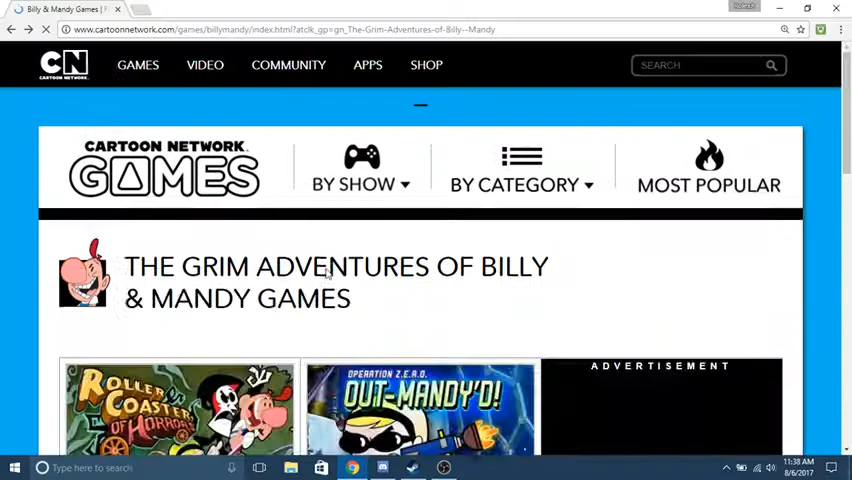 Billy & Mandy Games | F
www.cartoonnetwork.com/games/billymandy/index.html?atclk_gp=gn_The-Grim-Adventures-of-Billy--Mandy
CN
CARTOON NETWORK
GAMES VIDEO COMMUNITY APPS SHOP
SEARCH
CARTOON NETWORK
GAMES
BY SHOW
BY CATEGORY
MOST POPULAR
THE GRIM ADVENTURES OF BILLY
& MANDY GAMES
ROLLER
COASTER
OF HORRORS
OPERATION Z.E.R.O.
OUT-MANDY'D!
ADVERTISEMENT
Type here to search
11:38 AM
8/6/2017